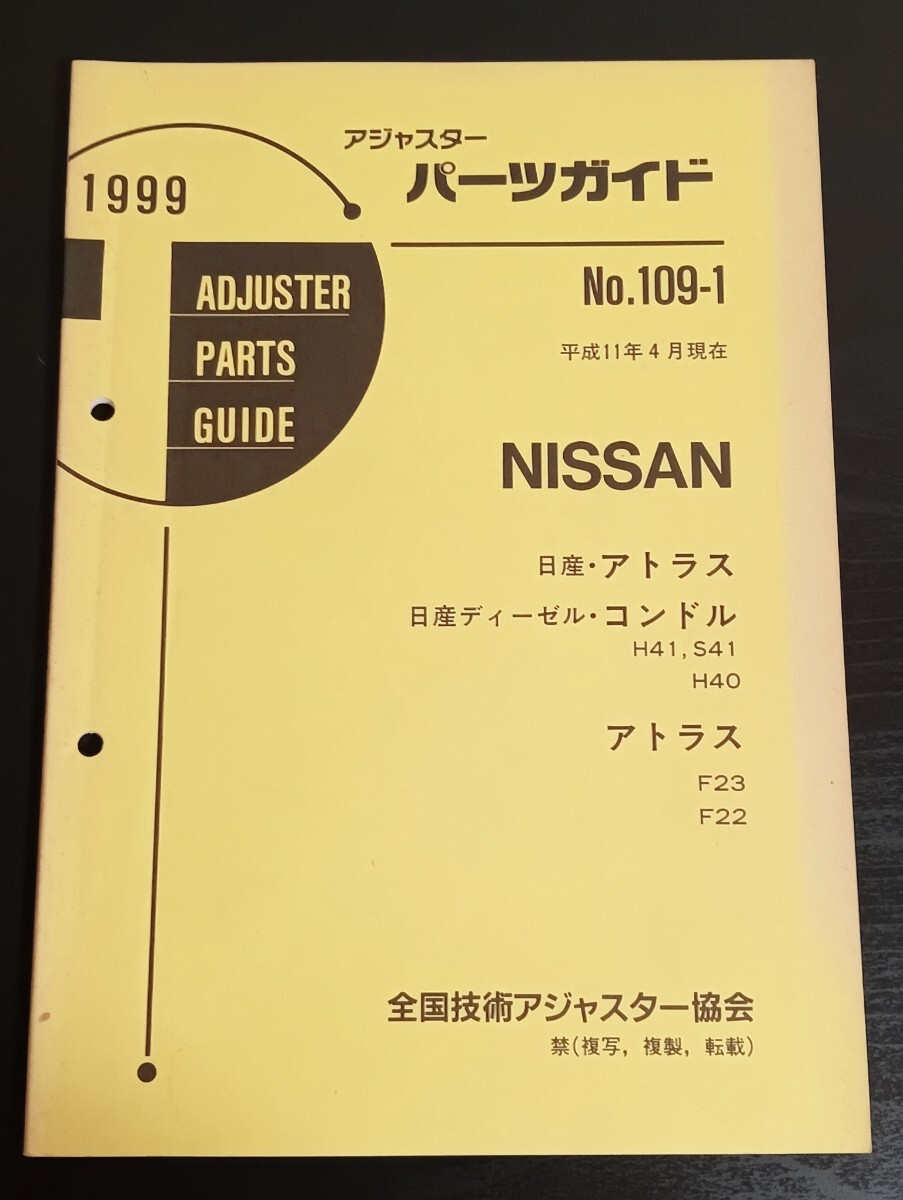 1999
アジャスター
パーツガイド
ADJUSTER
PARTS
GUIDE
No.109-1
平成11年4月現在
NISSAN
日産・アトラス
日産ディーゼル・コンドル
H41, S41
H40
アトラス
F23
F22
全国技術アジャスター協会
禁(複写, 複製, 転載)